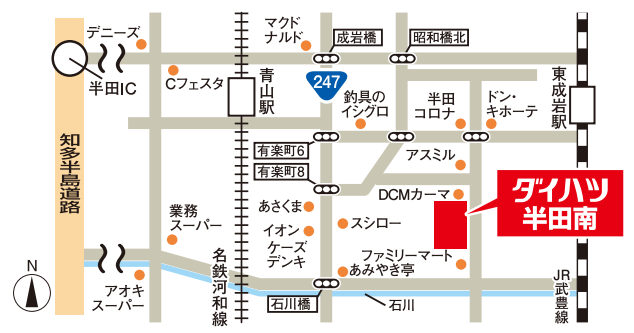 デニーズ
マクド
ナルド
成岩橋
昭和橋北
半田IC
Cフェスタ
青山駅
247
釣具の
イシグロ
半田
コロナ
ドン・
キホーテ
東成岩駅
知多半島道路
有楽町6
有楽町8
アスミル
DCMカーマ
ダイハツ
半田南
業務
スーパー
あさくま
イオン
ケーズ
デンキ
スシロー
ファミリーマート
あみやき亭
アオキ
スーパー
名鉄河和線
石川橋
石川
JR
武豊線
N